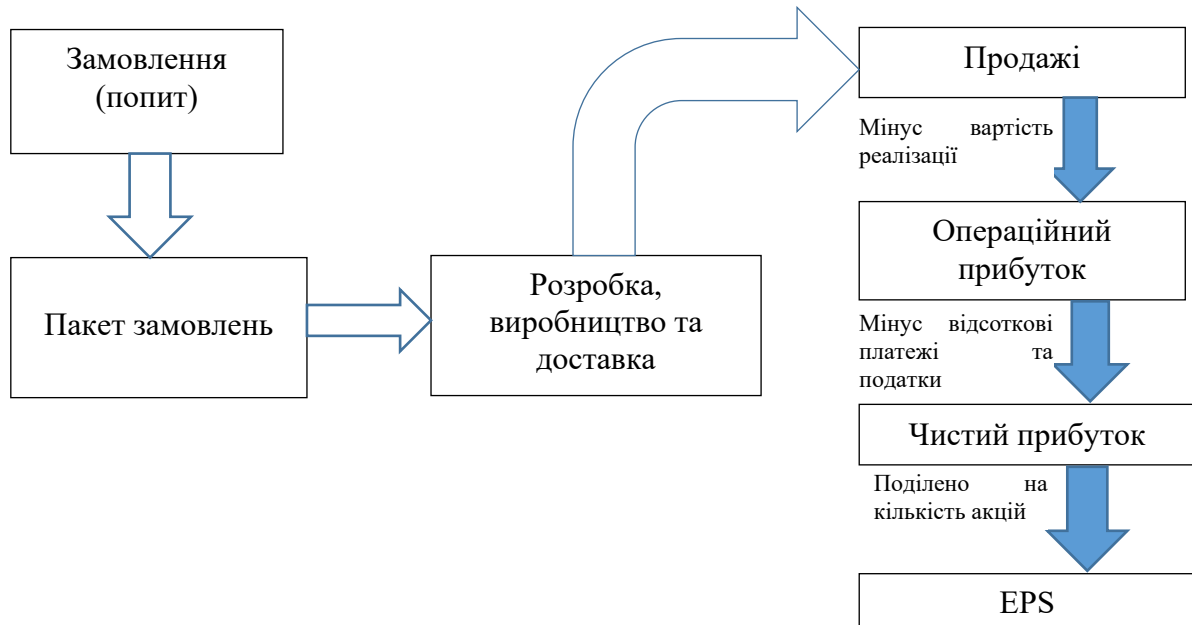 Замовлення
(попит)
Пакет замовлень
Розробка,
виробництво та
доставка
Продажі
Мінус вартість
реалізації
Операційний
прибуток
Мінус відсоткові
платежі та
податки
Чистий прибуток
Поділено на
кількість акцій
EPS